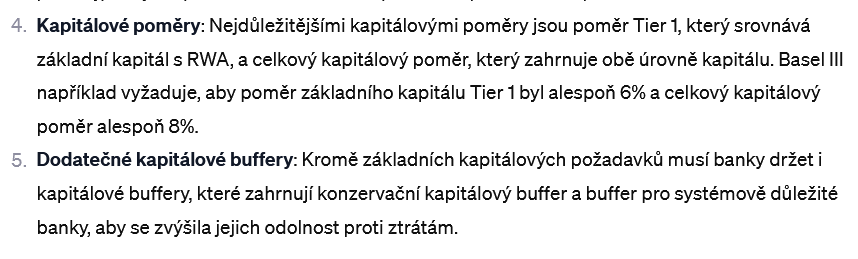 4. Kapitálové poměry: Nejdůležitějšími kapitálovými poměry jsou poměr Tier 1, který srovnává
základní kapitál s RWA, a celkový kapitálový poměr, který zahrnuje obě úrovně kapitálu. Basel III
například vyžaduje, aby poměr základního kapitálu Tier 1 byl alespoň 6% a celkový kapitálový
poměr alespoň 8%.
5. Dodatečné kapitálové buffery: Kromě základních kapitálových požadavků musí banky držet i
kapitálové buffery, které zahrnují konzervační kapitálový buffer a buffer pro systémově důležité
banky, aby se zvýšila jejich odolnost proti ztrátám.